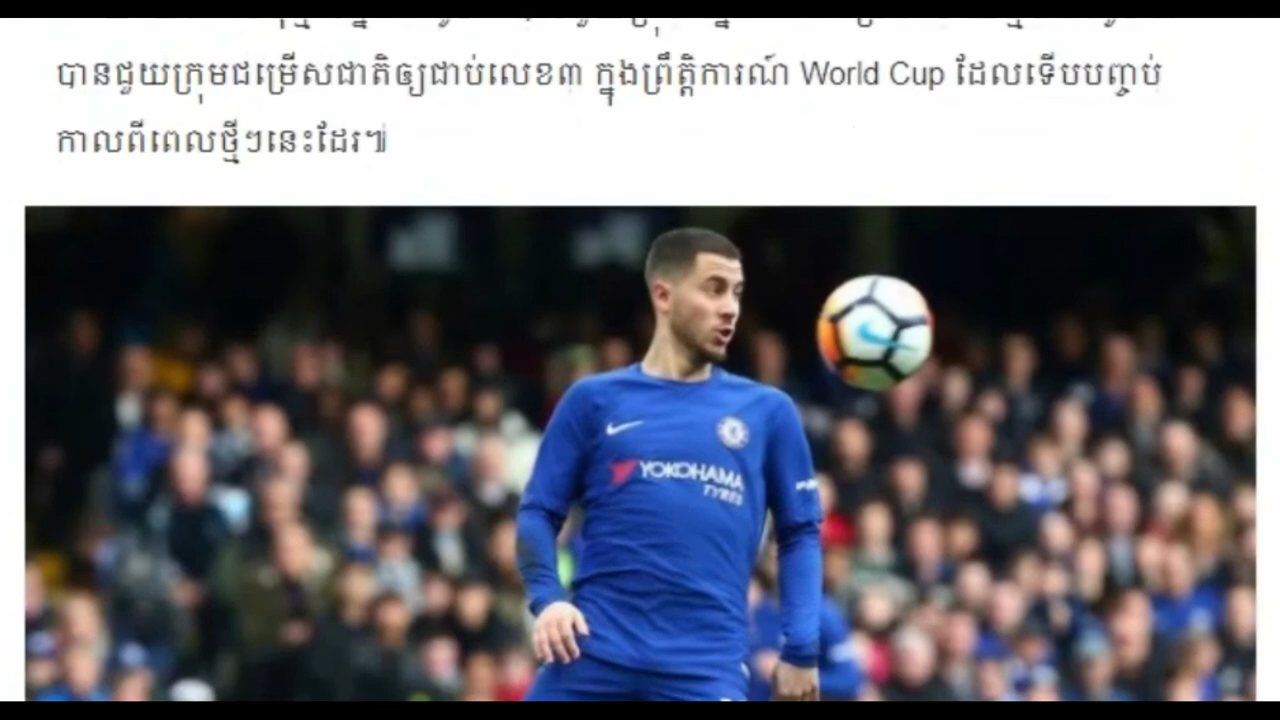 បានជួយក្រុមជម្រើសជាតិឲ្យជាប់លេខ៣ ក្នុងព្រឹត្តិការណ៍ World Cup ដែលទើបបញ្ចប់
កាលពីពេលថ្មីៗនេះដែរ៕
YOKOHAMA
TYRES